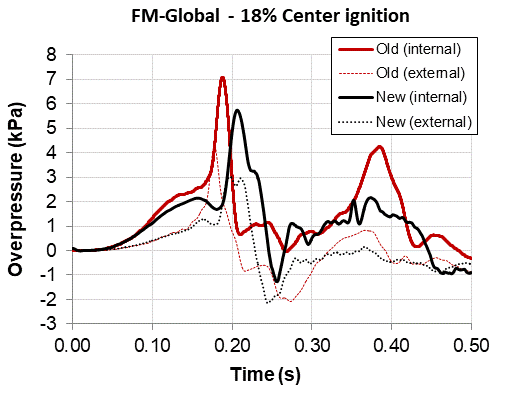 FM-Global - 18% Center ignition
Old (internal)
Old (external)
New (internal)
New (external)
Overpressure (kPa)
8
7
6
5
4
3
2
1
0
-1
-2
-3
0.00 0.10 0.20 0.30 0.40 0.50
Time (s)